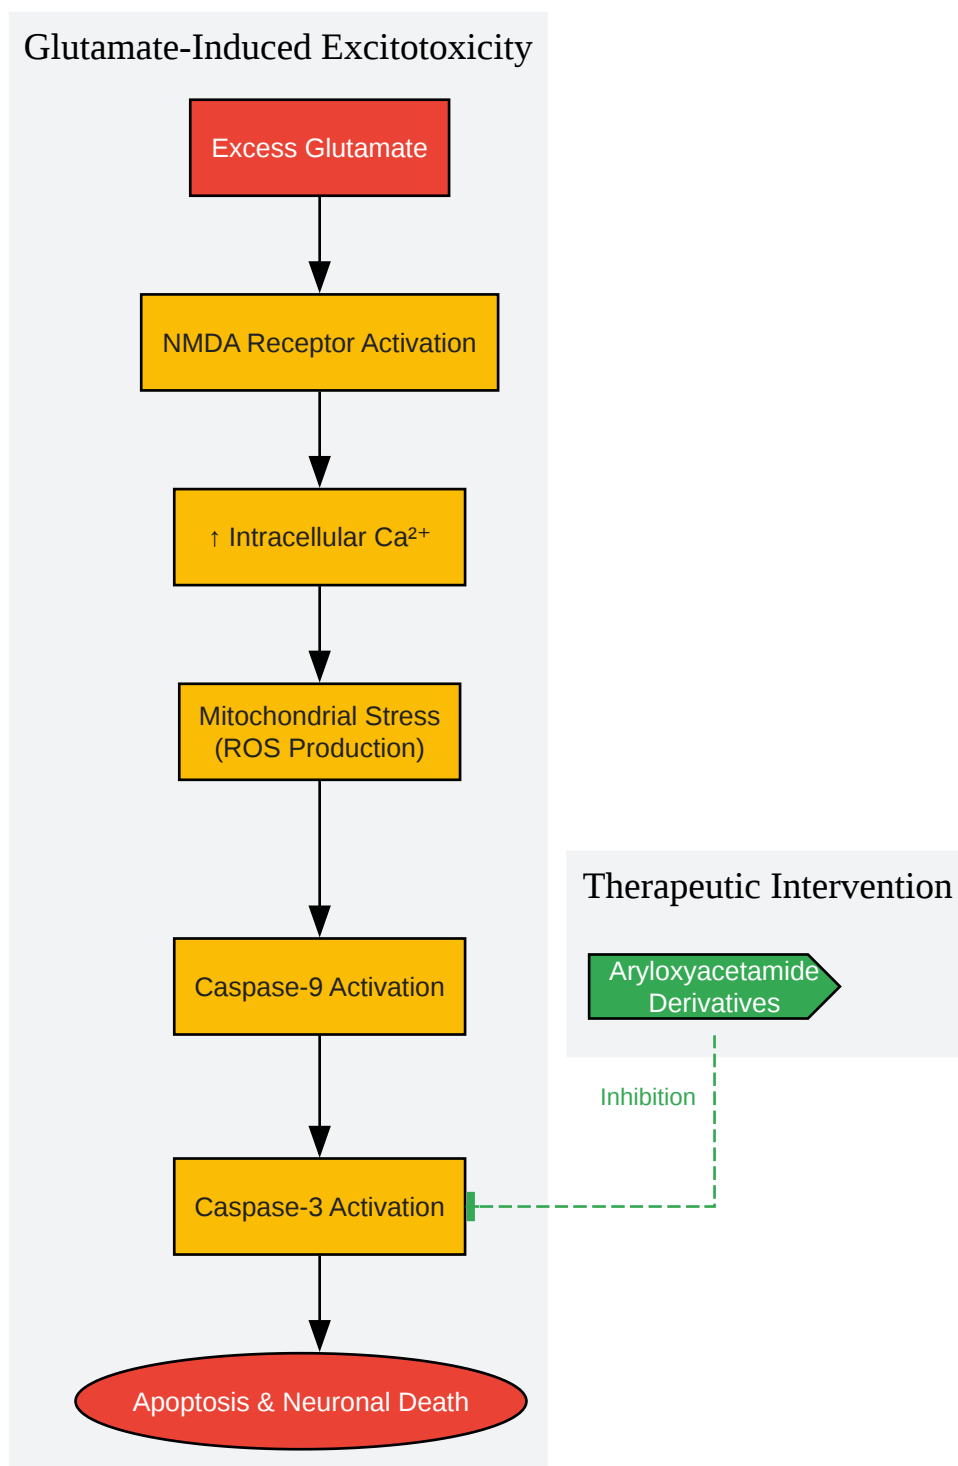 Glutamate-Induced Excitotoxicity
Excess Glutamate
NMDA Receptor Activation
↑ Intracellular Ca²⁺
Mitochondrial Stress
(ROS Production)
Caspase-9 Activation
Caspase-3 Activation
Apoptosis & Neuronal Death
Therapeutic Intervention
Aryloxyacetamide
Derivatives
Inhibition